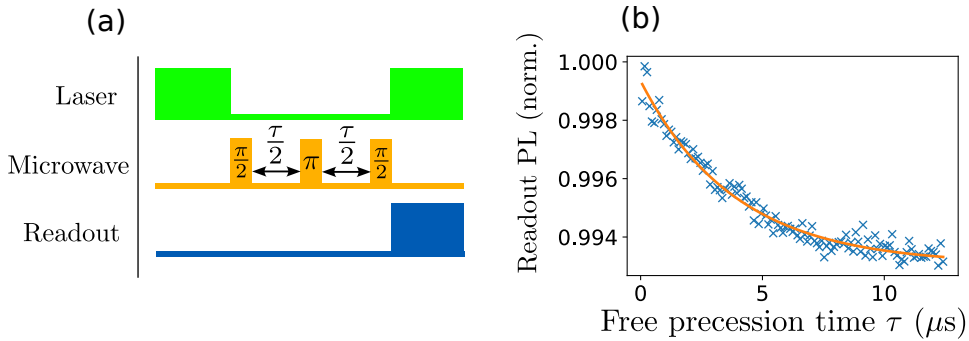 (a)
Laser
Microwave
π/2
τ/2
π
τ/2
π/2
Readout
(b)
Readout PL (norm.)
1.000
0.998
0.996
0.994
0
5
10
Free precession time τ (μs)